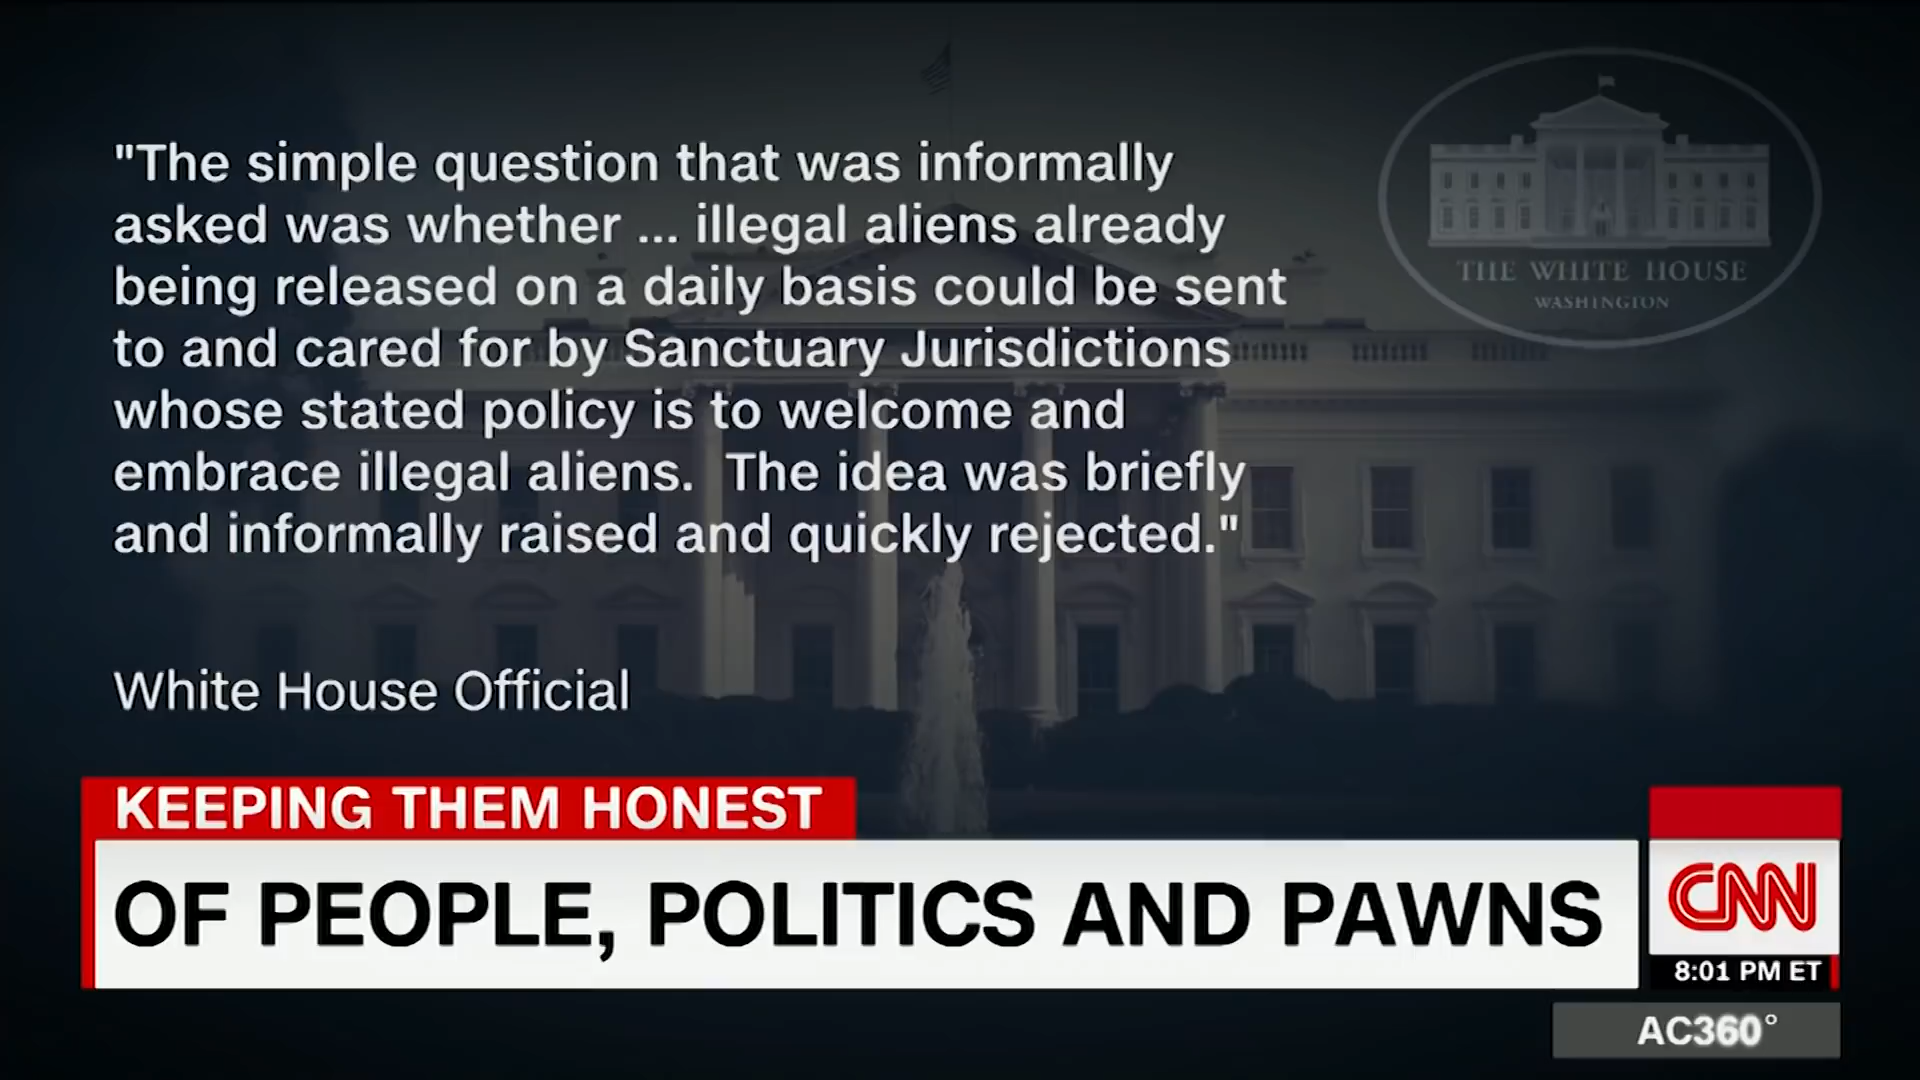 "The simple question that was informally
asked was whether ... illegal aliens already
being released on a daily basis could be sent
to and cared for by Sanctuary Jurisdictions
whose stated policy is to welcome and
embrace illegal aliens.  The idea was briefly
and informally raised and quickly rejected."
White House Official
THE WHITE HOUSE
WASHINGTON
KEEPING THEM HONEST
OF PEOPLE, POLITICS AND PAWNS
CNN
8:01 PM ET
AC360°